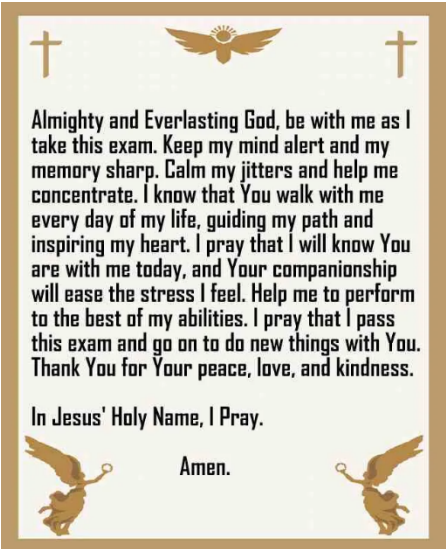 Almighty and Everlasting God, be with me as I
take this exam. Keep my mind alert and my
memory sharp. Calm my jitters and help me
concentrate. I know that You walk with me
every day of my life, guiding my path and
inspiring my heart. I pray that I will know You
are with me today, and Your companionship
will ease the stress I feel. Help me to perform
to the best of my abilities. I pray that I pass
this exam and go on to do new things with You.
Thank You for Your peace, love, and kindness.
In Jesus' Holy Name, I Pray.
Amen.